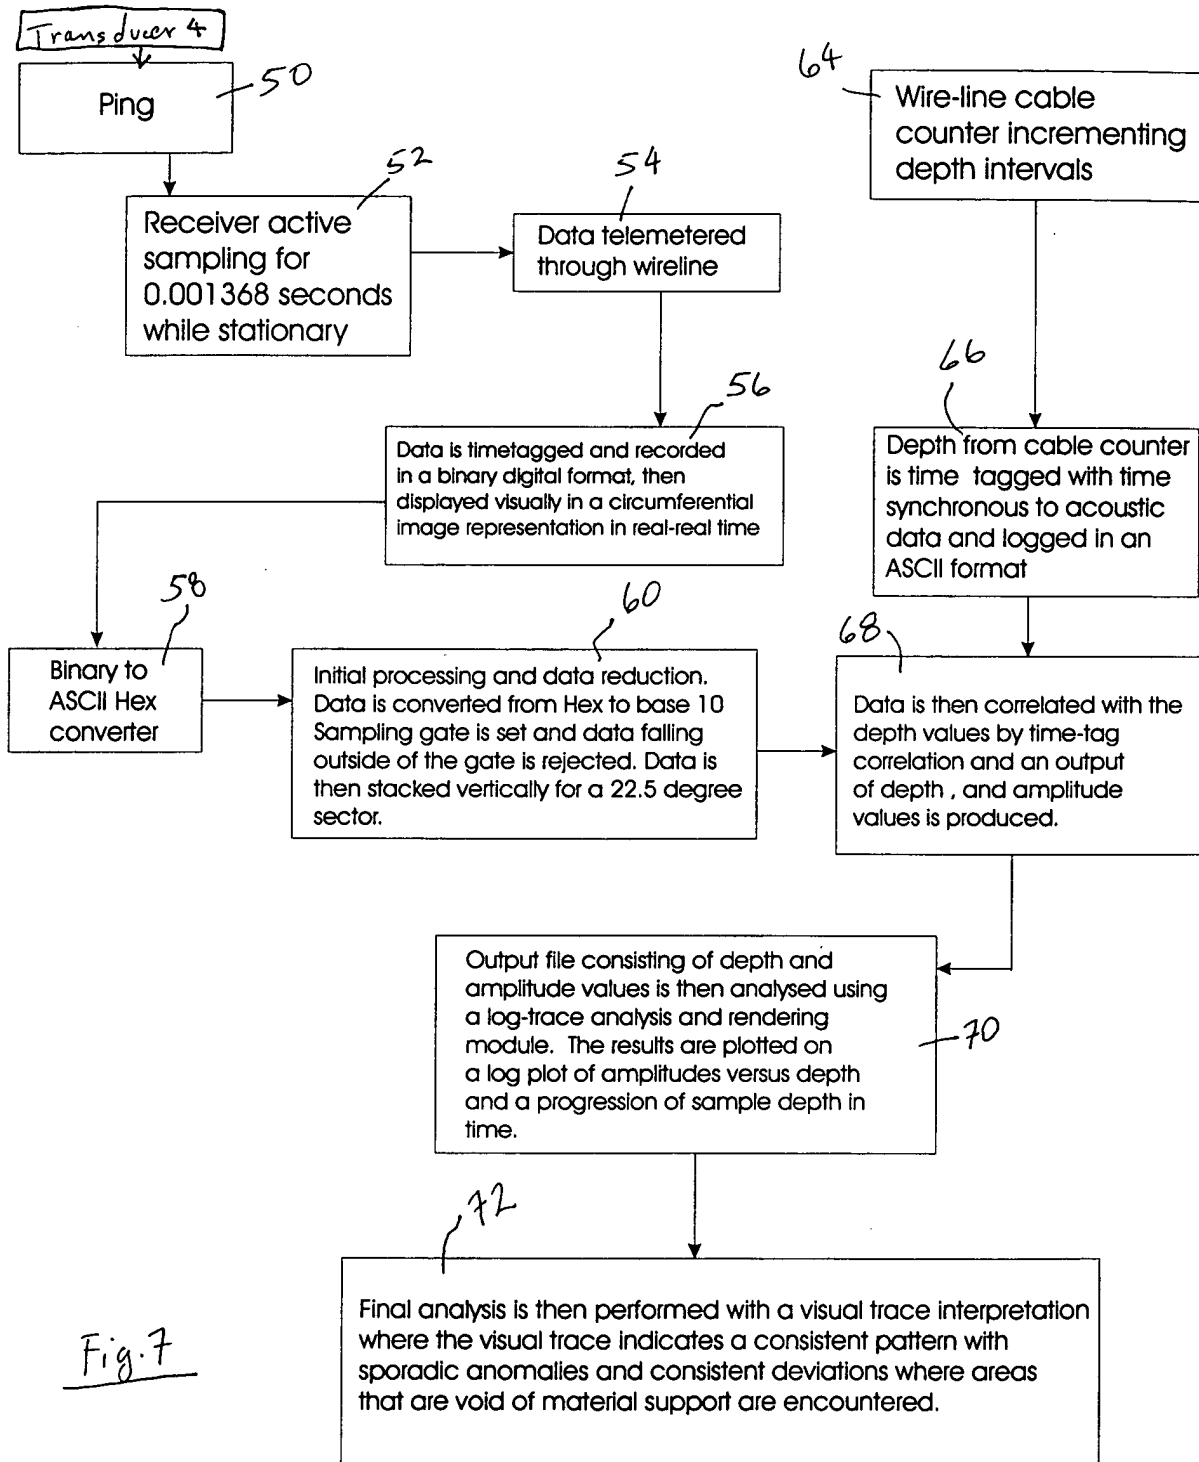 Transducer 4
Ping
50
52
Receiver active
sampling for
0.001368 seconds
while stationary
54
Data telemetered
through wireline
64
Wire-line cable
counter incrementing
depth intervals
56
Data is timetagged and recorded
in a binary digital format, then
displayed visually in a circumferential
image representation in real-real time
66
Depth from cable counter
is time tagged with time
synchronous to acoustic
data and logged in an
ASCII format
58
Binary to
ASCII Hex
converter
60
Initial processing and data reduction.
Data is converted from Hex to base 10
Sampling gate is set and data falling
outside of the gate is rejected. Data is
then stacked vertically for a 22.5 degree
sector.
68
Data is then correlated with the
depth values by time-tag
correlation and an output
of depth , and amplitude
values is produced.
Output file consisting of depth and
amplitude values is then analysed using
a log-trace analysis and rendering
module. The results are plotted on
a log plot of amplitudes versus depth
and a progression of sample depth in
time.
70
72
Final analysis is then performed with a visual trace interpretation
where the visual trace indicates a consistent pattern with
sporadic anomalies and consistent deviations where areas
that are void of material support are encountered.
Fig. 7